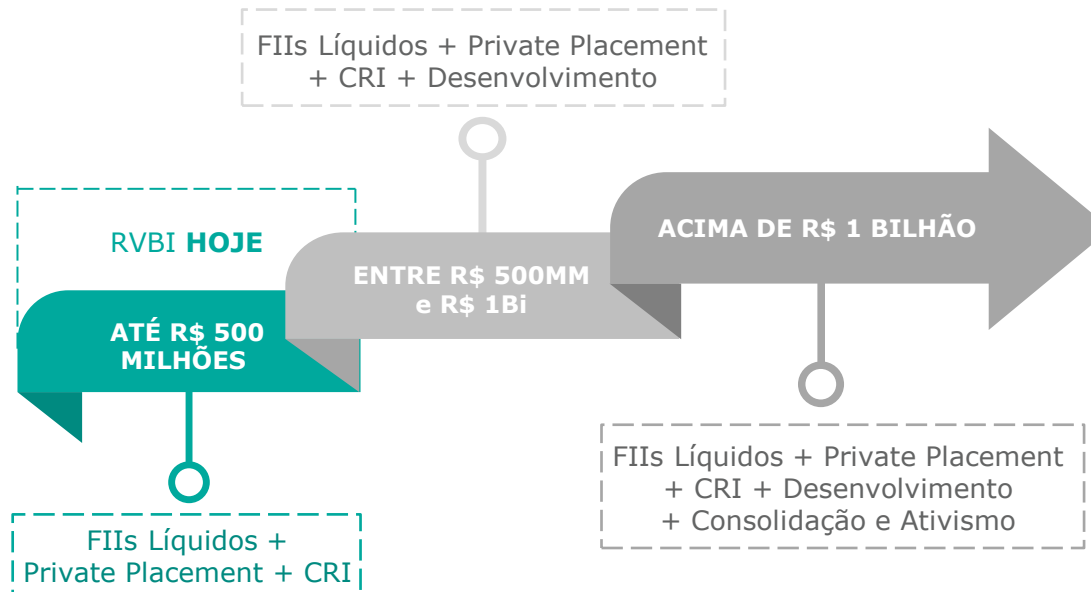 FIIs Líquidos + Private Placement
+ CRI + Desenvolvimento
RVBI HOJE
ATÉ R$ 500
MILHÕES
ENTRE R$ 500MM
e R$ 1Bi
ACIMA DE R$ 1 BILHÃO
FIIs Líquidos +
Private Placement + CRI
FIIs Líquidos + Private Placement
+ CRI + Desenvolvimento
+ Consolidação e Ativismo